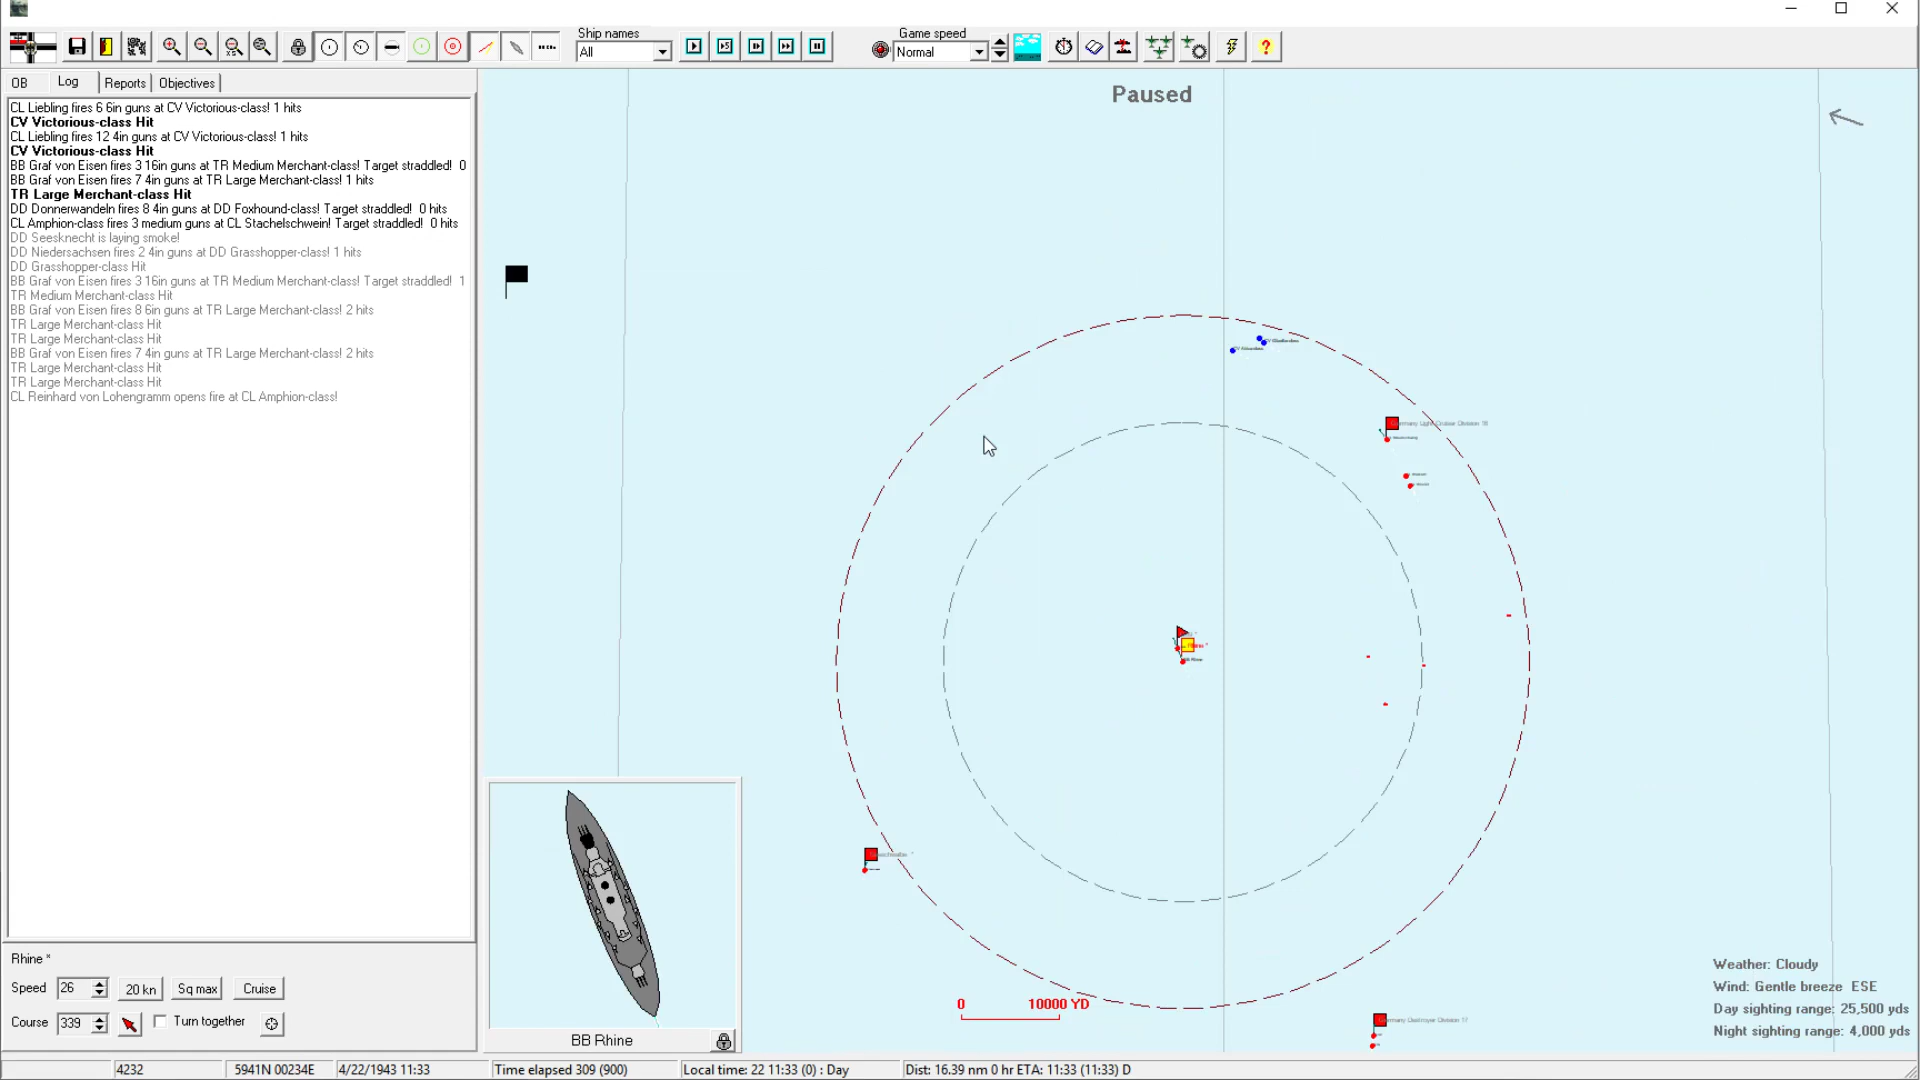 Ship names
All
Game speed
Normal
OB
Log
Reports
Objectives
Paused
CL Liebling fires 6 6in guns at CV Victorious-class! 1 hits
CV Victorious-class Hit
CL Liebling fires 12 4in guns at CV Victorious-class! 1 hits
CV Victorious-class Hit
BB Graf von Eisen fires 3 16in guns at TR Medium Merchant-class! Target straddled!  0
BB Graf von Eisen fires 7 4in guns at TR Large Merchant-class! 1 hits
TR Large Merchant-class Hit
DD Donnerwandeln fires 8 4in guns at DD Foxhound-class! Target straddled!  0 hits
CL Amphion-class fires 3 medium guns at CL Stachelschwein! Target straddled!  0 hits
DD Seesknecht is laying smoke!
DD Niedersachsen fires 2 4in guns at DD Grasshopper-class! 1 hits
DD Grasshopper-class Hit
BB Graf von Eisen fires 3 16in guns at TR Medium Merchant-class! Target straddled!  1
TR Medium Merchant-class Hit
BB Graf von Eisen fires 8 6in guns at TR Large Merchant-class! 2 hits
TR Large Merchant-class Hit
TR Large Merchant-class Hit
BB Graf von Eisen fires 7 4in guns at TR Large Merchant-class! 2 hits
TR Large Merchant-class Hit
TR Large Merchant-class Hit
CL Reinhard von Lohengramm opens fire at CL Amphion-class!
Germany Light Cruiser Division 18
Germany Destroyer Division 17
0 10000 YD
Weather: Cloudy
Wind: Gentle breeze  ESE
Day sighting range: 25,500 yds
Night sighting range: 4,000 yds
Rhine *
Speed 26 20 kn Sq max Cruise
Course 339 Turn together
BB Rhine
4232
5941N 00234E
4/22/1943 11:33
Time elapsed 309 (900)
Local time: 22 11:33 (0) : Day
Dist: 16.39 nm 0 hr ETA: 11:33 (11:33) D